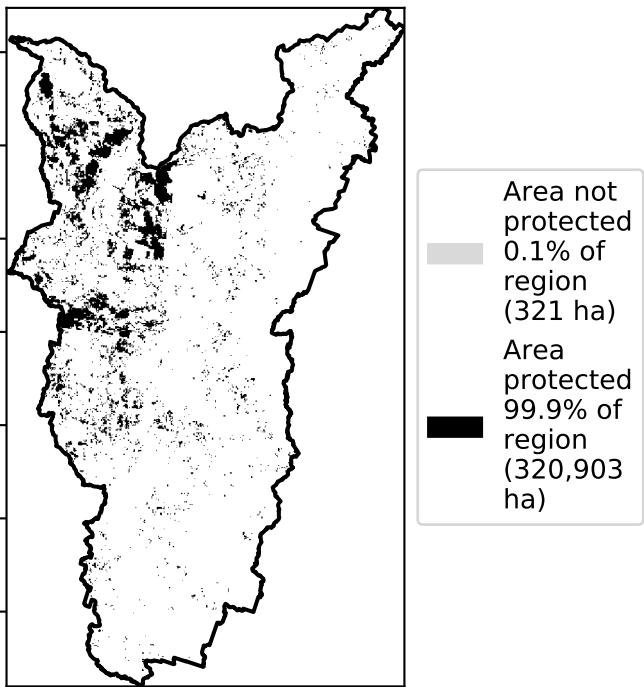 Area not
protected
0.1% of
region
(321 ha)
Area
protected
99.9% of
region
(320,903
ha)